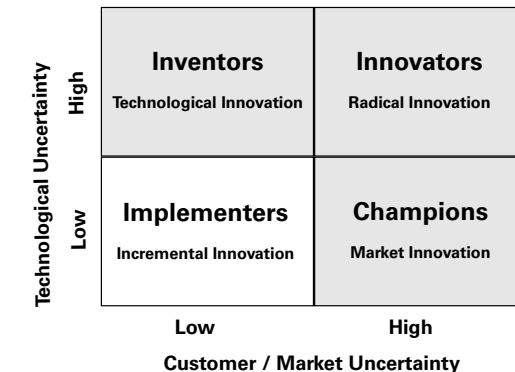 Technological Uncertainty
High
Low
Inventors
Technological Innovation
Innovators
Radical Innovation
Implementers
Incremental Innovation
Champions
Market Innovation
Low
High
Customer / Market Uncertainty